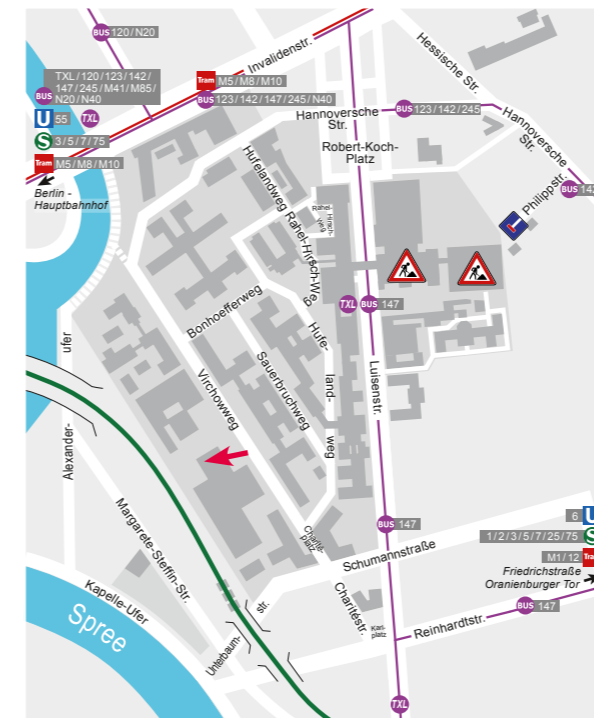 BUS 120 / N20
TXL / 120 / 123 / 142
/ 147 / 245 / M41 / M85 /
BUS N20 / N40 TXL
U 55
S 3 / 5 / 7 / 75
Tram M5 / M8 / M10
Berlin -
Hauptbahnhof
Tram M5 / M8 / M10
Invalidenstr.
BUS 123 / 142 / 147 / 245 / N40
Hessische Str.
Hannoversche
Str.
BUS 123 / 142 / 245
Hannoversche
Str.
Robert-Koch-
Platz
BUS 142
Philippstr.
Hufelandweg
Rahel-Hirsch-We
g
Rahel-
Hirsch-
weg
TXL BUS 147
Bonhoefferweg
Hufe-
land-
weg
Sauerbruchweg
Virchowweg
Luisenstr.
Alexander-
ufer
Margarete-Steffin-Str.
Charité-
platz
BUS 147
Schumannstraße
6 U
1 / 2 / 3 / 5 / 7 / 25 / 75 S
M1 / 12 Tram
Friedrichstraße
Oranienburger Tor
BUS 147
Charitéstr.
Karl-
platz
Reinhardtstr.
Kapelle-Ufer
Spree
Unterbaum-
str.
TXL